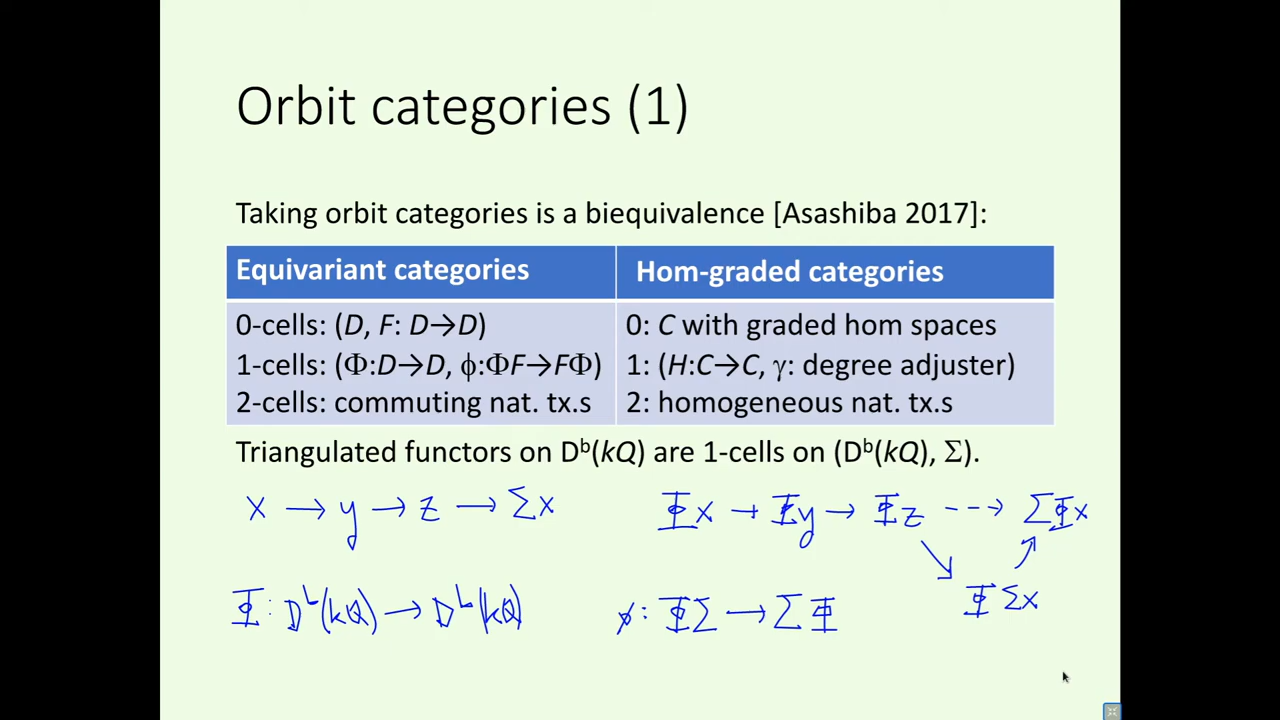 Orbit categories (1)
Taking orbit categories is a biequivalence [Asashiba 2017]:
Equivariant categories Hom-graded categories
0-cells: (D, F: D→D) 0: C with graded hom spaces
1-cells: (Φ:D→D, ϕ:ΦF→FΦ) 1: (H:C→C, γ: degree adjuster)
2-cells: commuting nat. tx.s 2: homogeneous nat. tx.s
Triangulated functors on Dᵇ(kQ) are 1-cells on (Dᵇ(kQ), Σ).
x → y → z → Σx Φx → Φy → Φz ⇢ ΣΦx
↘ ↗
ΦΣx
Φ: Dᵇ(kQ) → Dᵇ(kQ) ϕ: ΦΣ → ΣΦ